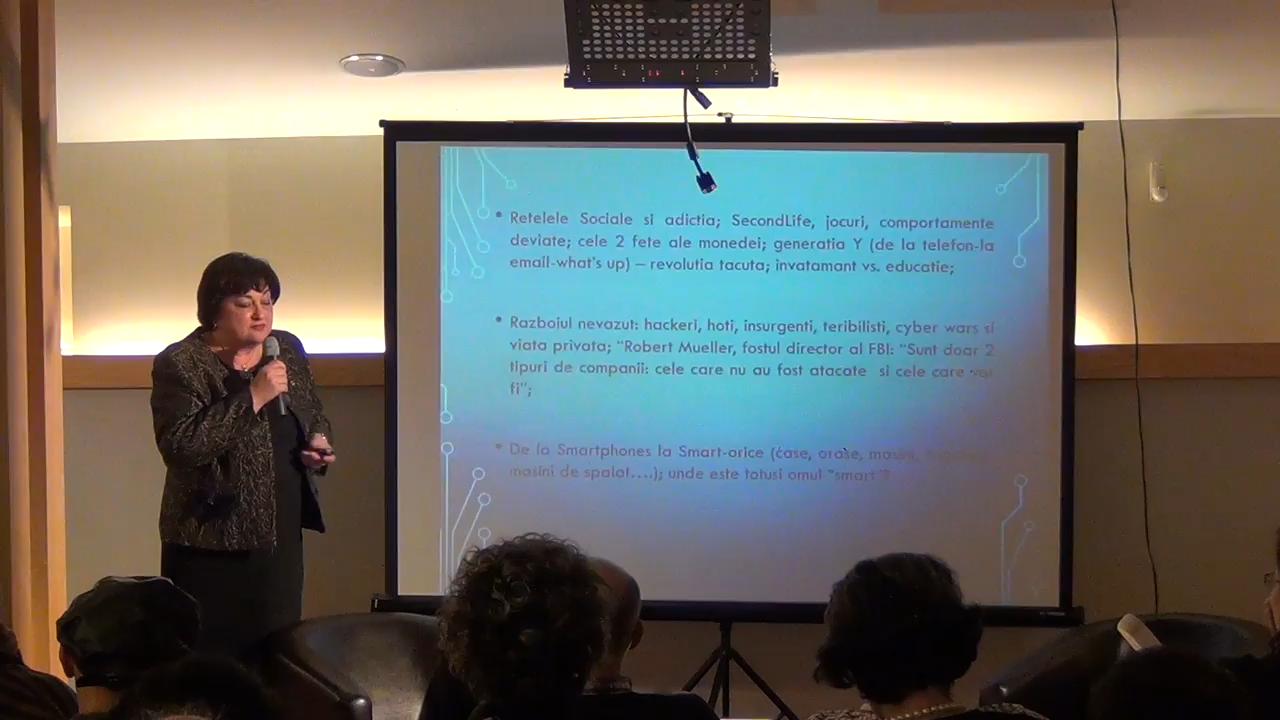 • Retelele Sociale si adictia; SecondLife, jocuri, comportamente
deviate; cele 2 fete ale monedei; generatia Y (de la telefon-la
email-what's up) – revolutia tacuta; invatamant vs. educatie;
• Razboiul nevazut: hackeri, hoti, insurgenti, teribilisti, cyber wars si
viata privata; "Robert Mueller, fostul director al FBI: "Sunt doar 2
tipuri de companii: cele care nu au fost atacate si cele care vor
fi";
• De la Smartphones la Smart-orice (case, orase, masini,
masini de spalat....); unde este totusi omul "smart"?